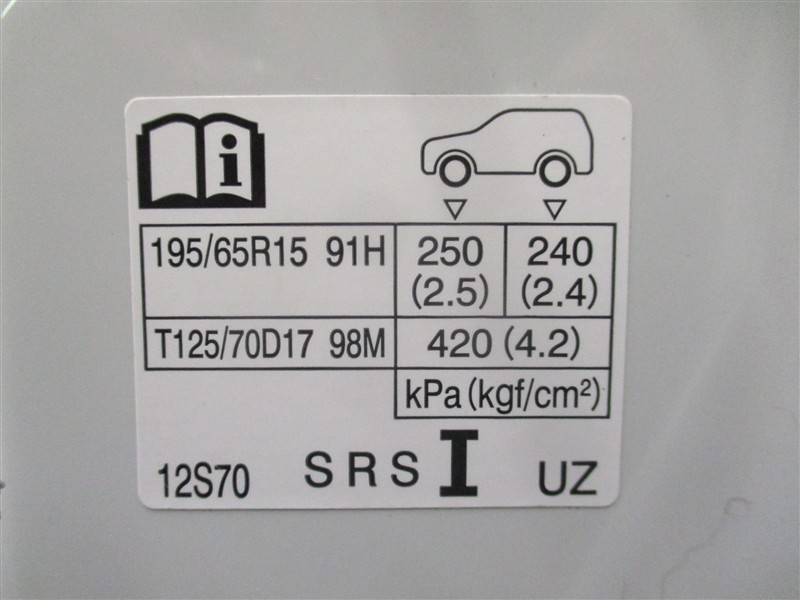 195/65R15 91H 250 (2.5) 240 (2.4)
T125/70D17 98M 420 (4.2)
kPa (kgf/cm²)
12S70 SRS I UZ